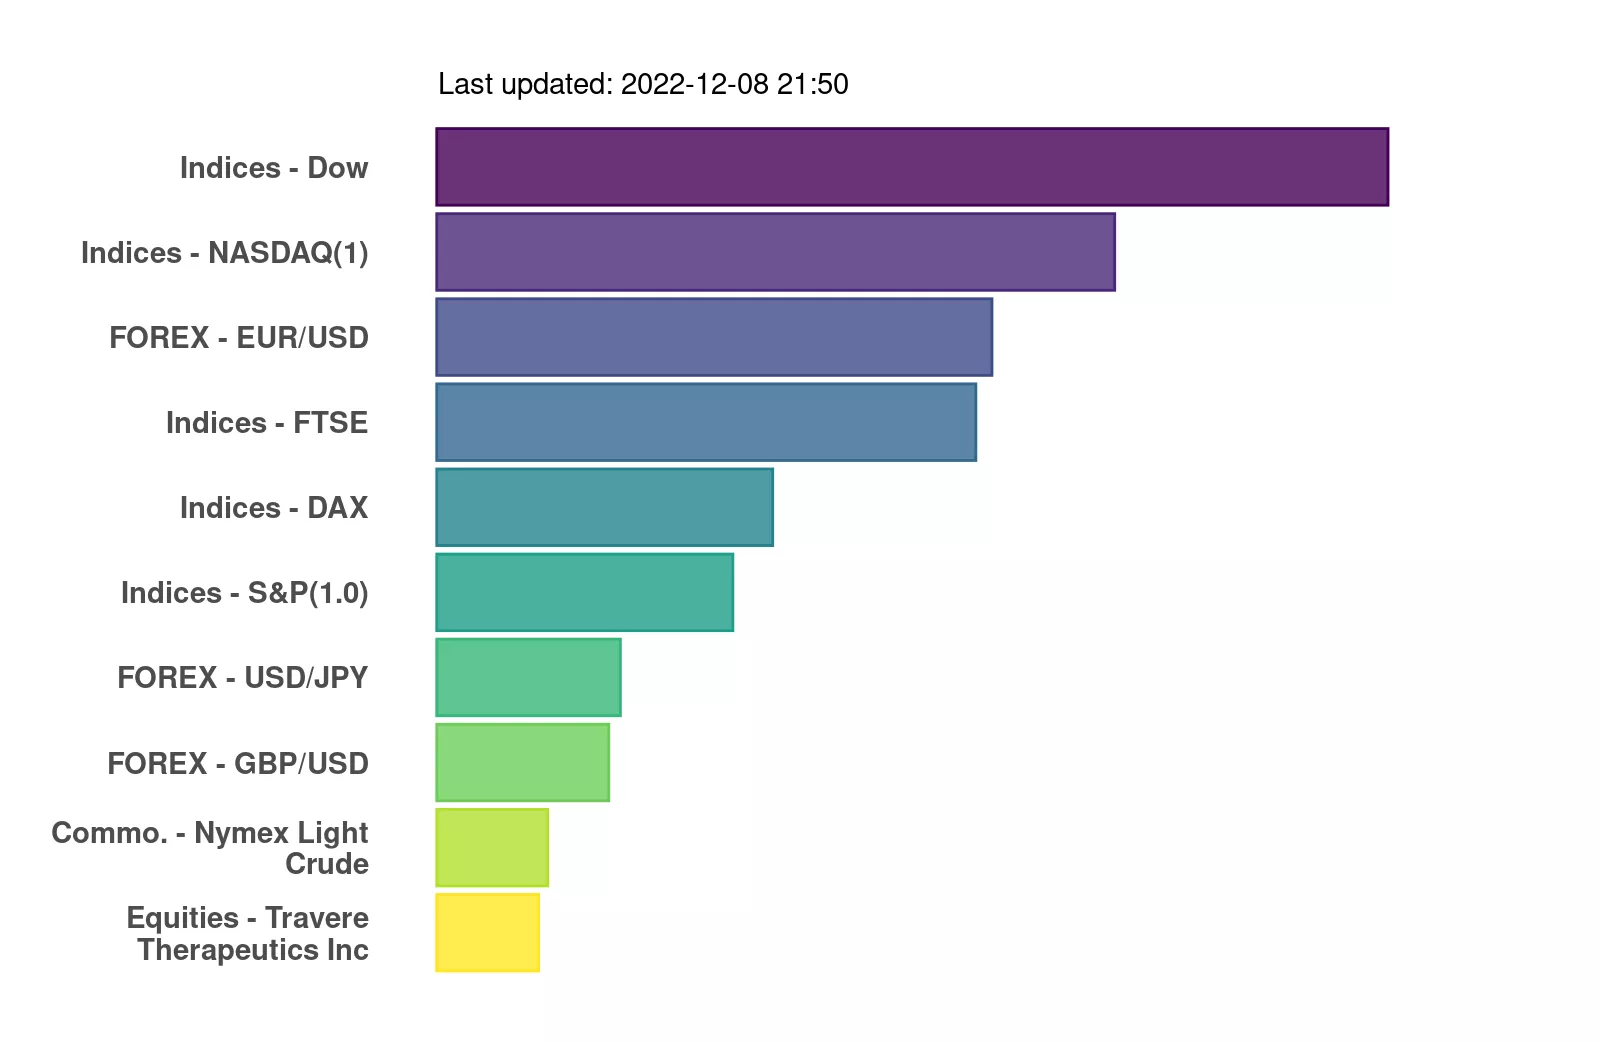 Last updated: 2022-12-08 21:50
Indices - Dow
Indices - NASDAQ(1)
FOREX - EUR/USD
Indices - FTSE
Indices - DAX
Indices - S&P(1.0)
FOREX - USD/JPY
FOREX - GBP/USD
Commo. - Nymex Light
Crude
Equities - Travere
Therapeutics Inc